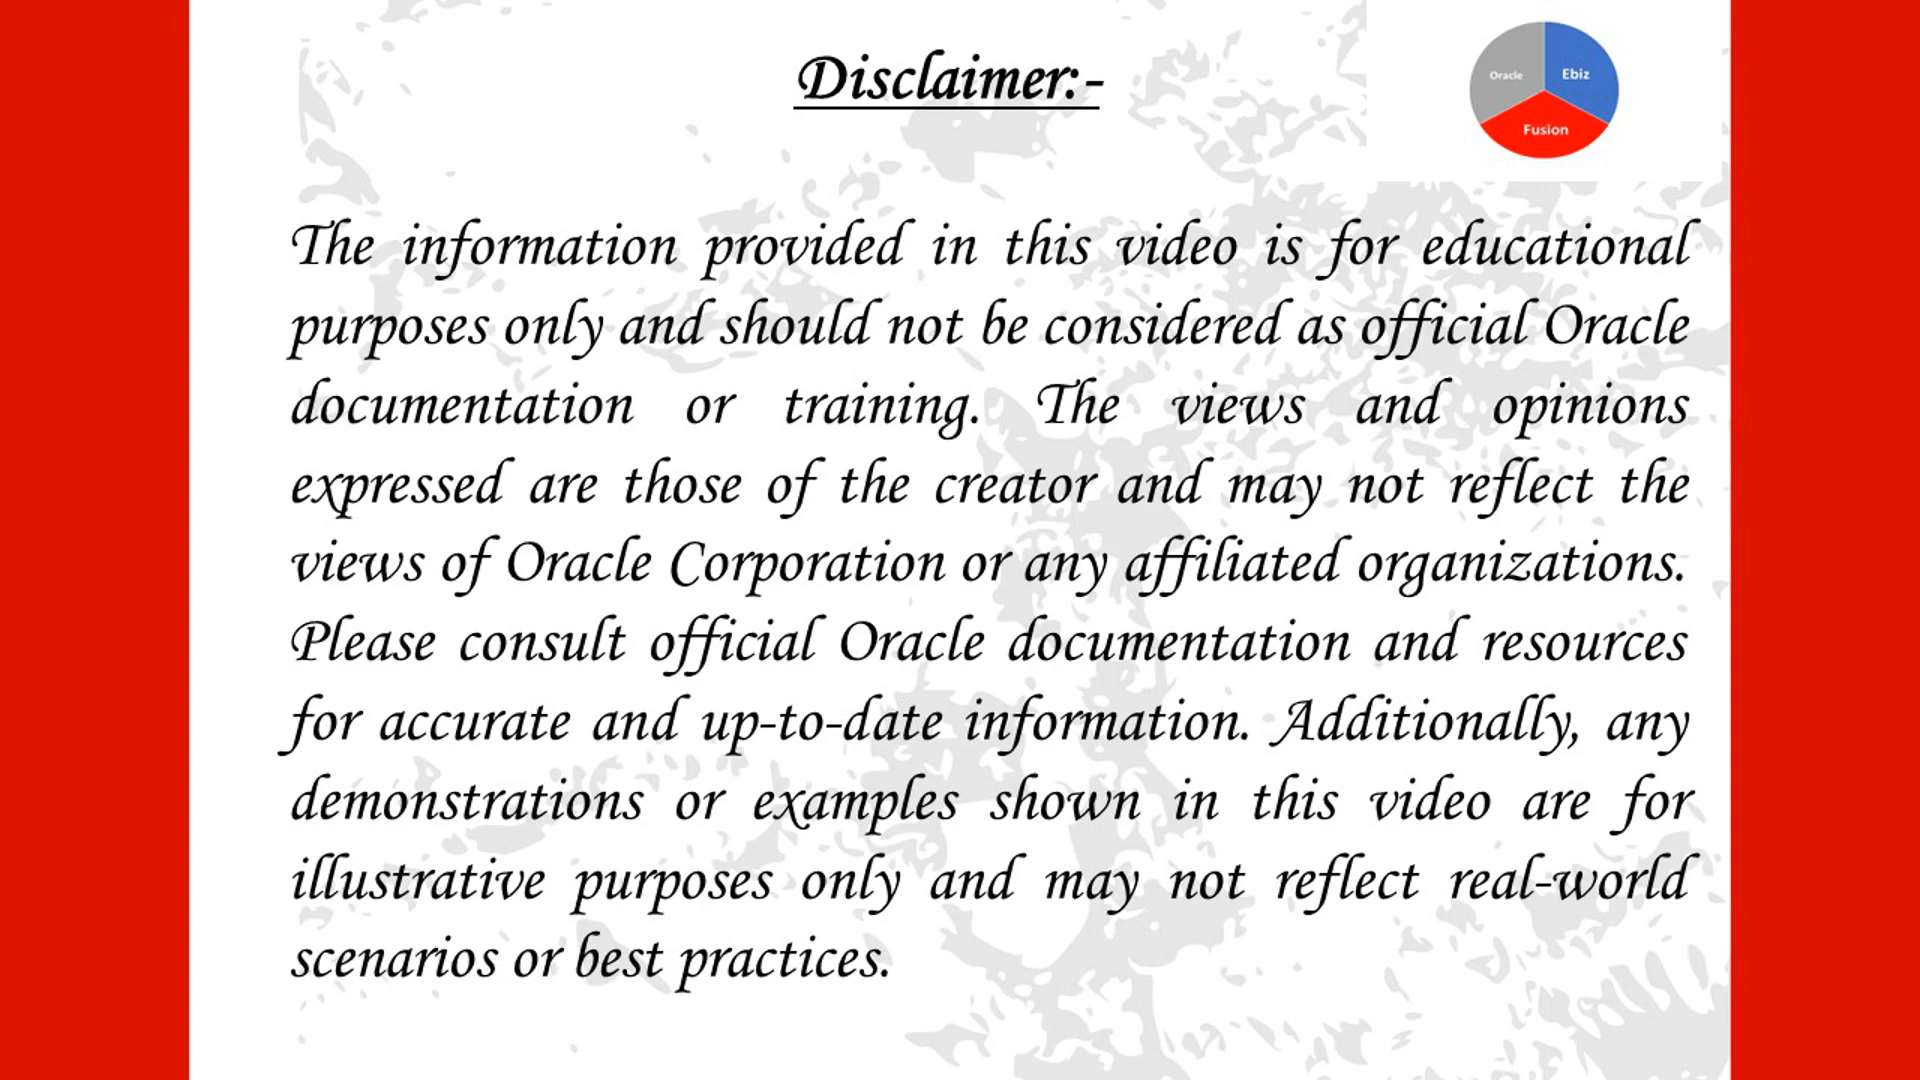 Disclaimer:-
Oracle
Ebiz
Fusion
The information provided in this video is for educational
purposes only and should not be considered as official Oracle
documentation or training. The views and opinions
expressed are those of the creator and may not reflect the
views of Oracle Corporation or any affiliated organizations.
Please consult official Oracle documentation and resources
for accurate and up-to-date information. Additionally, any
demonstrations or examples shown in this video are for
illustrative purposes only and may not reflect real-world
scenarios or best practices.